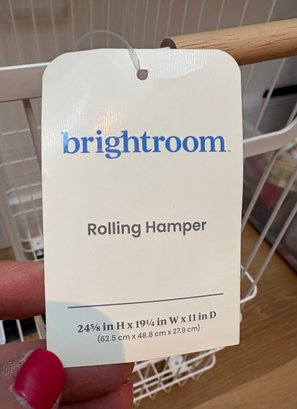 brightroom™
Rolling Hamper
24⅝ in H x 19¼ in W x 11 in D
(62.5 cm x 48.8 cm x 27.9 cm)